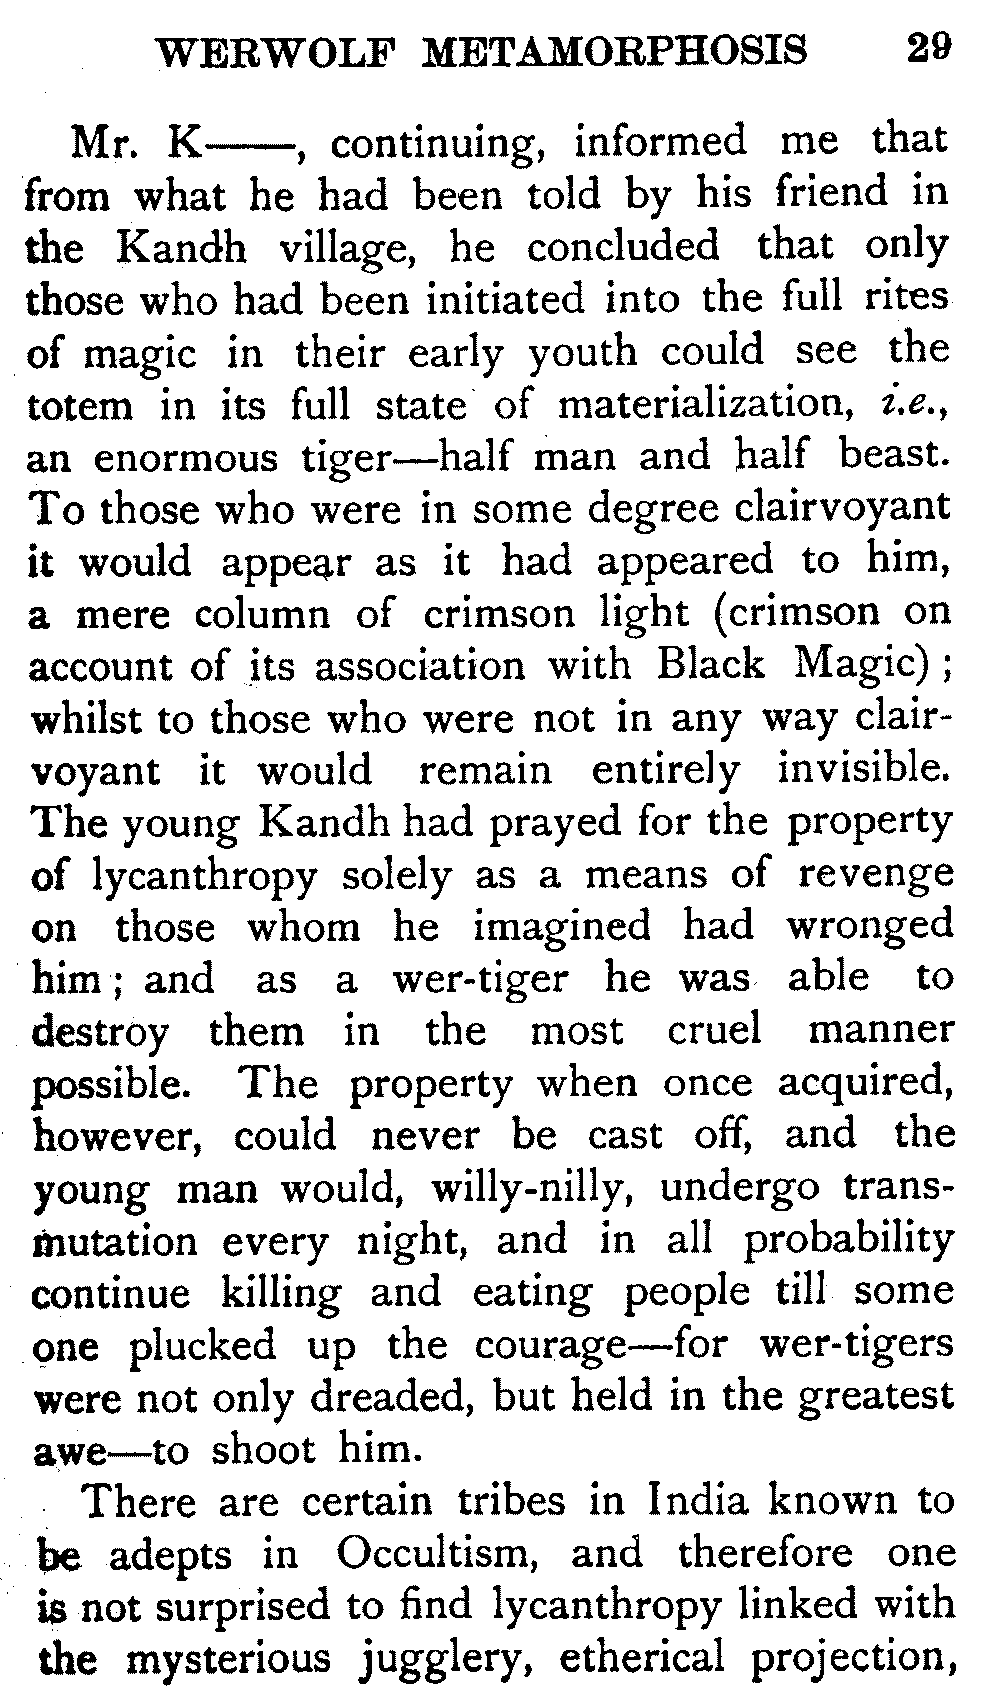 WERWOLF METAMORPHOSIS 29
Mr. K——, continuing, informed me that
from what he had been told by his friend in
the Kandh village, he concluded that only
those who had been initiated into the full rites
of magic in their early youth could see the
totem in its full state of materialization, i.e.,
an enormous tiger—half man and half beast.
To those who were in some degree clairvoyant
it would appear as it had appeared to him,
a mere column of crimson light (crimson on
account of its association with Black Magic) ;
whilst to those who were not in any way clair-
voyant it would remain entirely invisible.
The young Kandh had prayed for the property
of lycanthropy solely as a means of revenge
on those whom he imagined had wronged
him ; and as a wer-tiger he was able to
destroy them in the most cruel manner
possible. The property when once acquired,
however, could never be cast off, and the
young man would, willy-nilly, undergo trans-
mutation every night, and in all probability
continue killing and eating people till some
one plucked up the courage—for wer-tigers
were not only dreaded, but held in the greatest
awe—to shoot him.
There are certain tribes in India known to
be adepts in Occultism, and therefore one
is not surprised to find lycanthropy linked with
the mysterious jugglery, etherical projection,